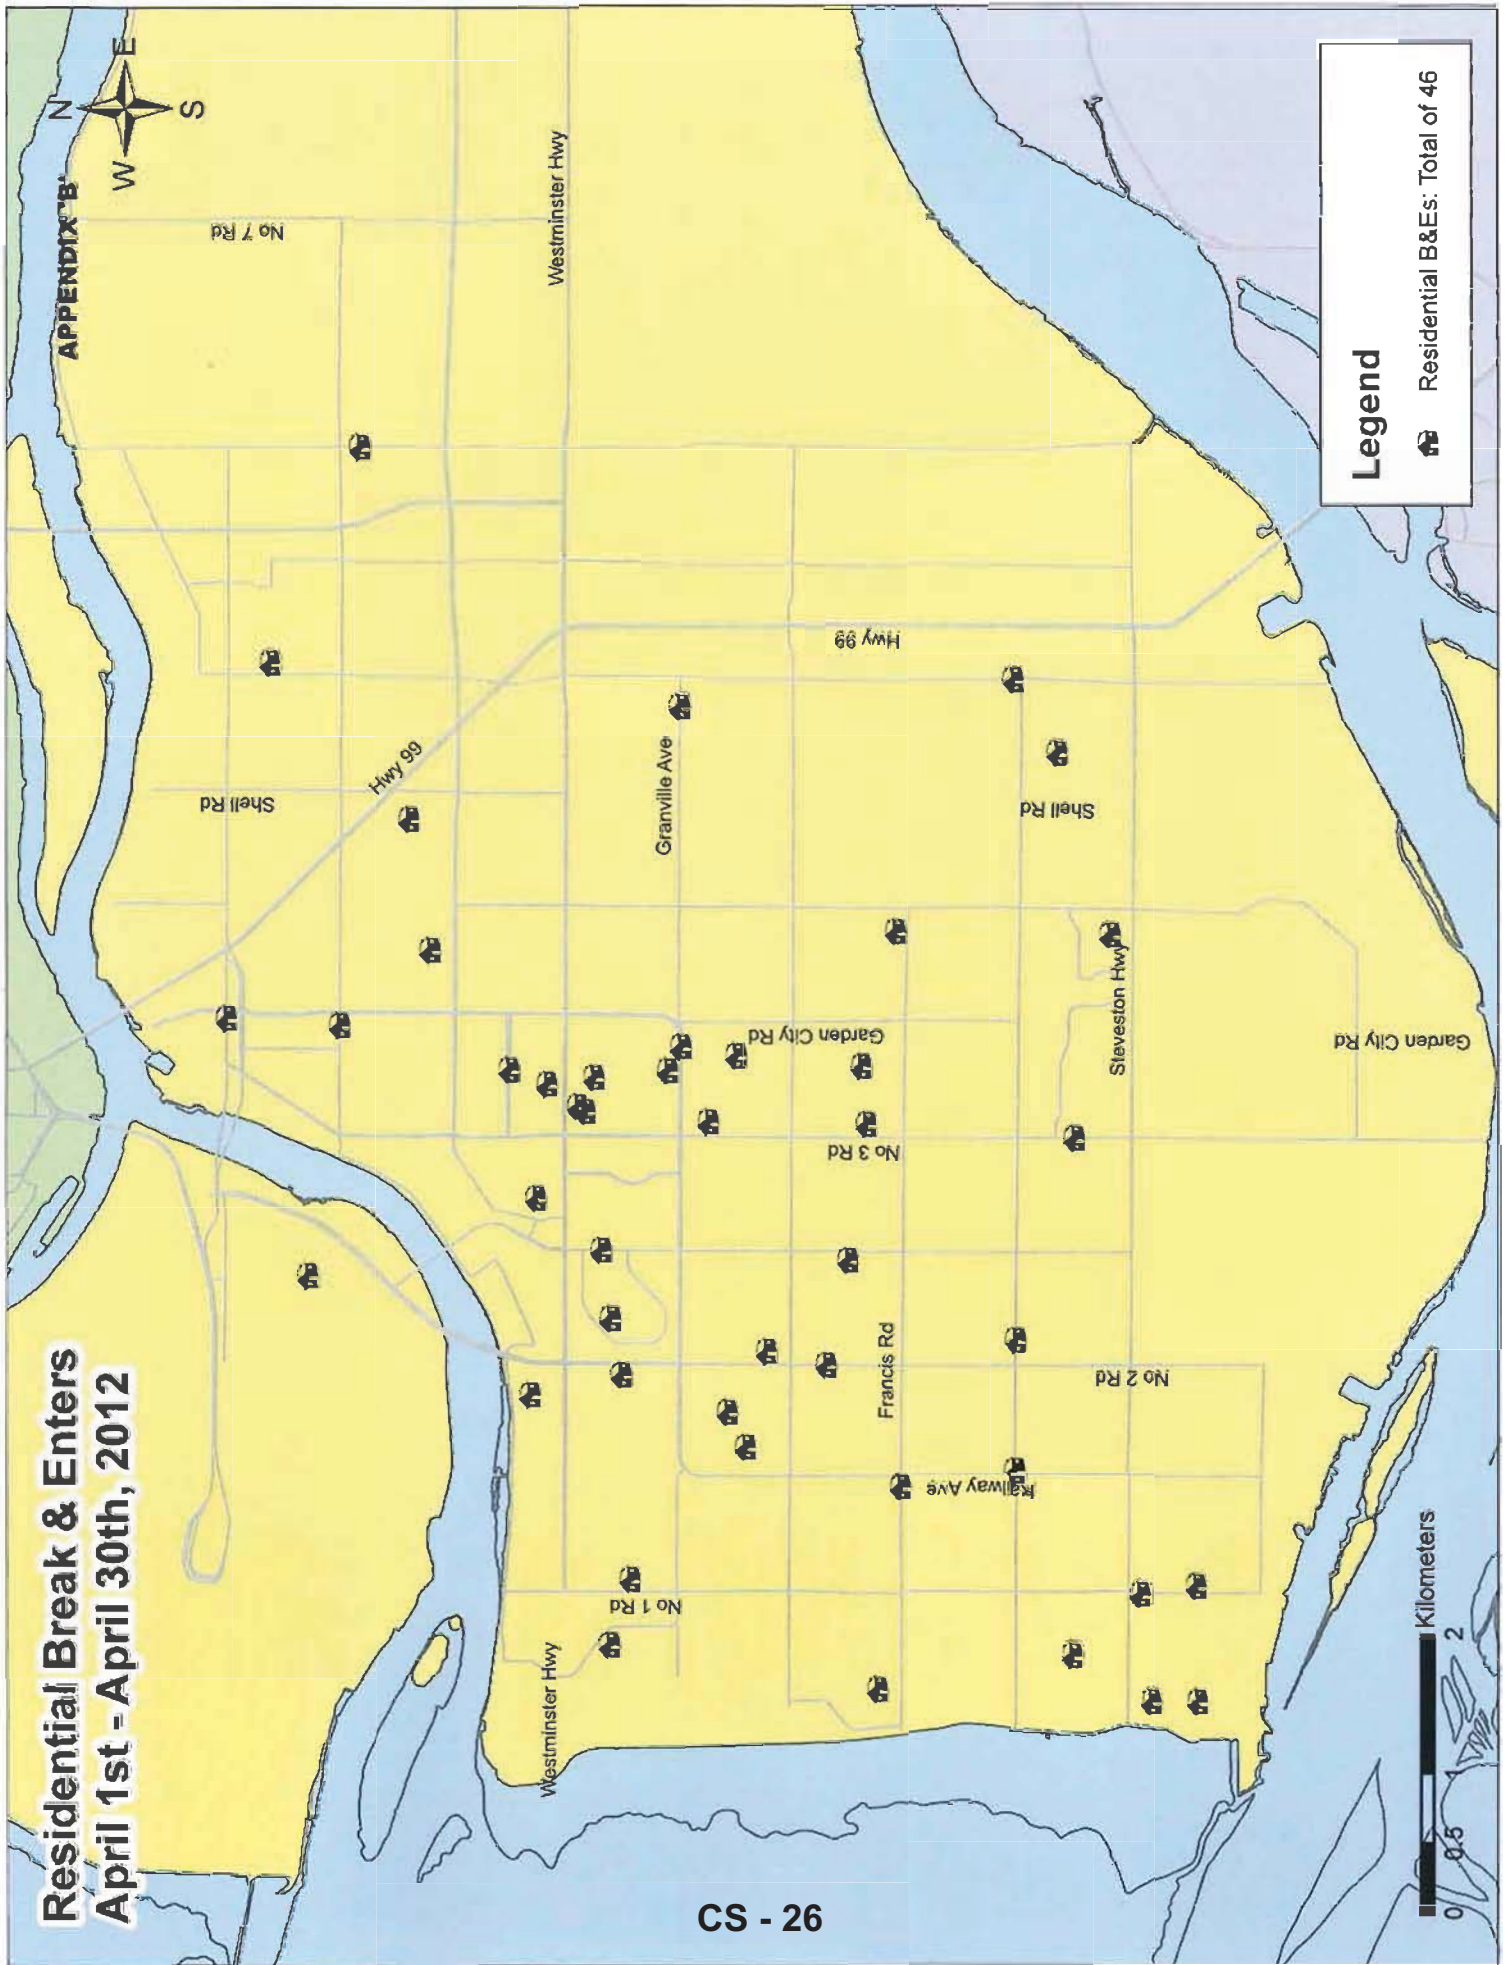 Residential Break & Enters
April 1st - April 30th, 2012
APPENDIX "B"
N
W
E
S
No 7 Rd
Westminster Hwy
Shell Rd
Hwy 99
Granville Ave
Hwy 99
Shell Rd
Garden City Rd
Steveston Hwy
Garden City Rd
No 3 Rd
Francis Rd
No 2 Rd
Railway Ave
No 1 Rd
Westminster Hwy
Legend
Residential B&Es: Total of 46
0 0.5 1 2
Kilometers
CS - 26